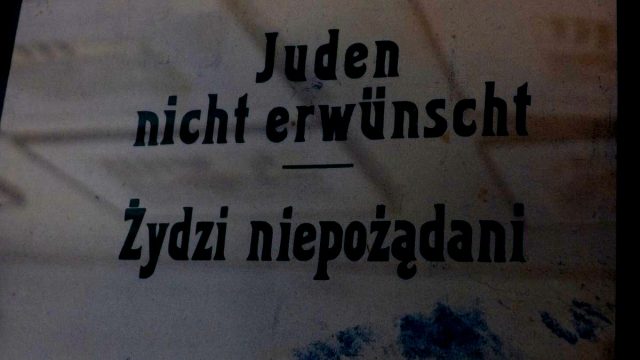 Juden
nicht erwünscht
Żydzi niepożądani